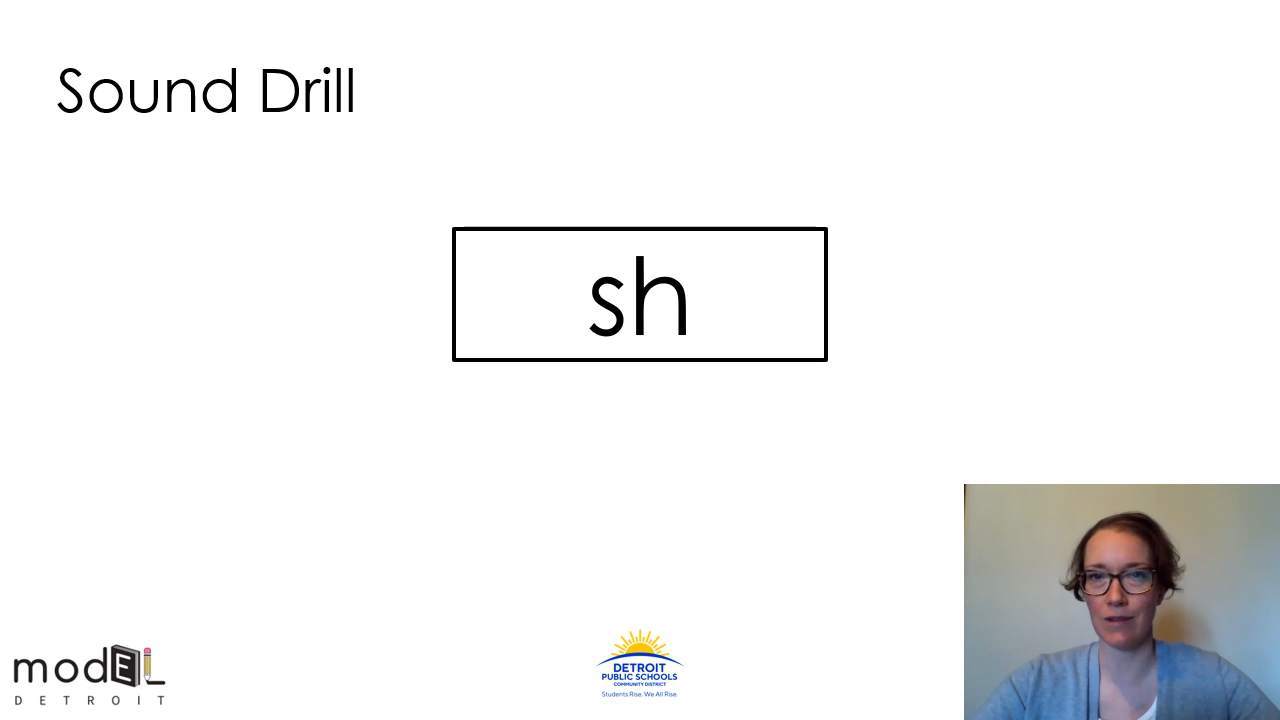 Sound Drill
sh
modEL
DETROIT
DETROIT
PUBLIC SCHOOLS
COMMUNITY DISTRICT
Students Rise. We All Rise.